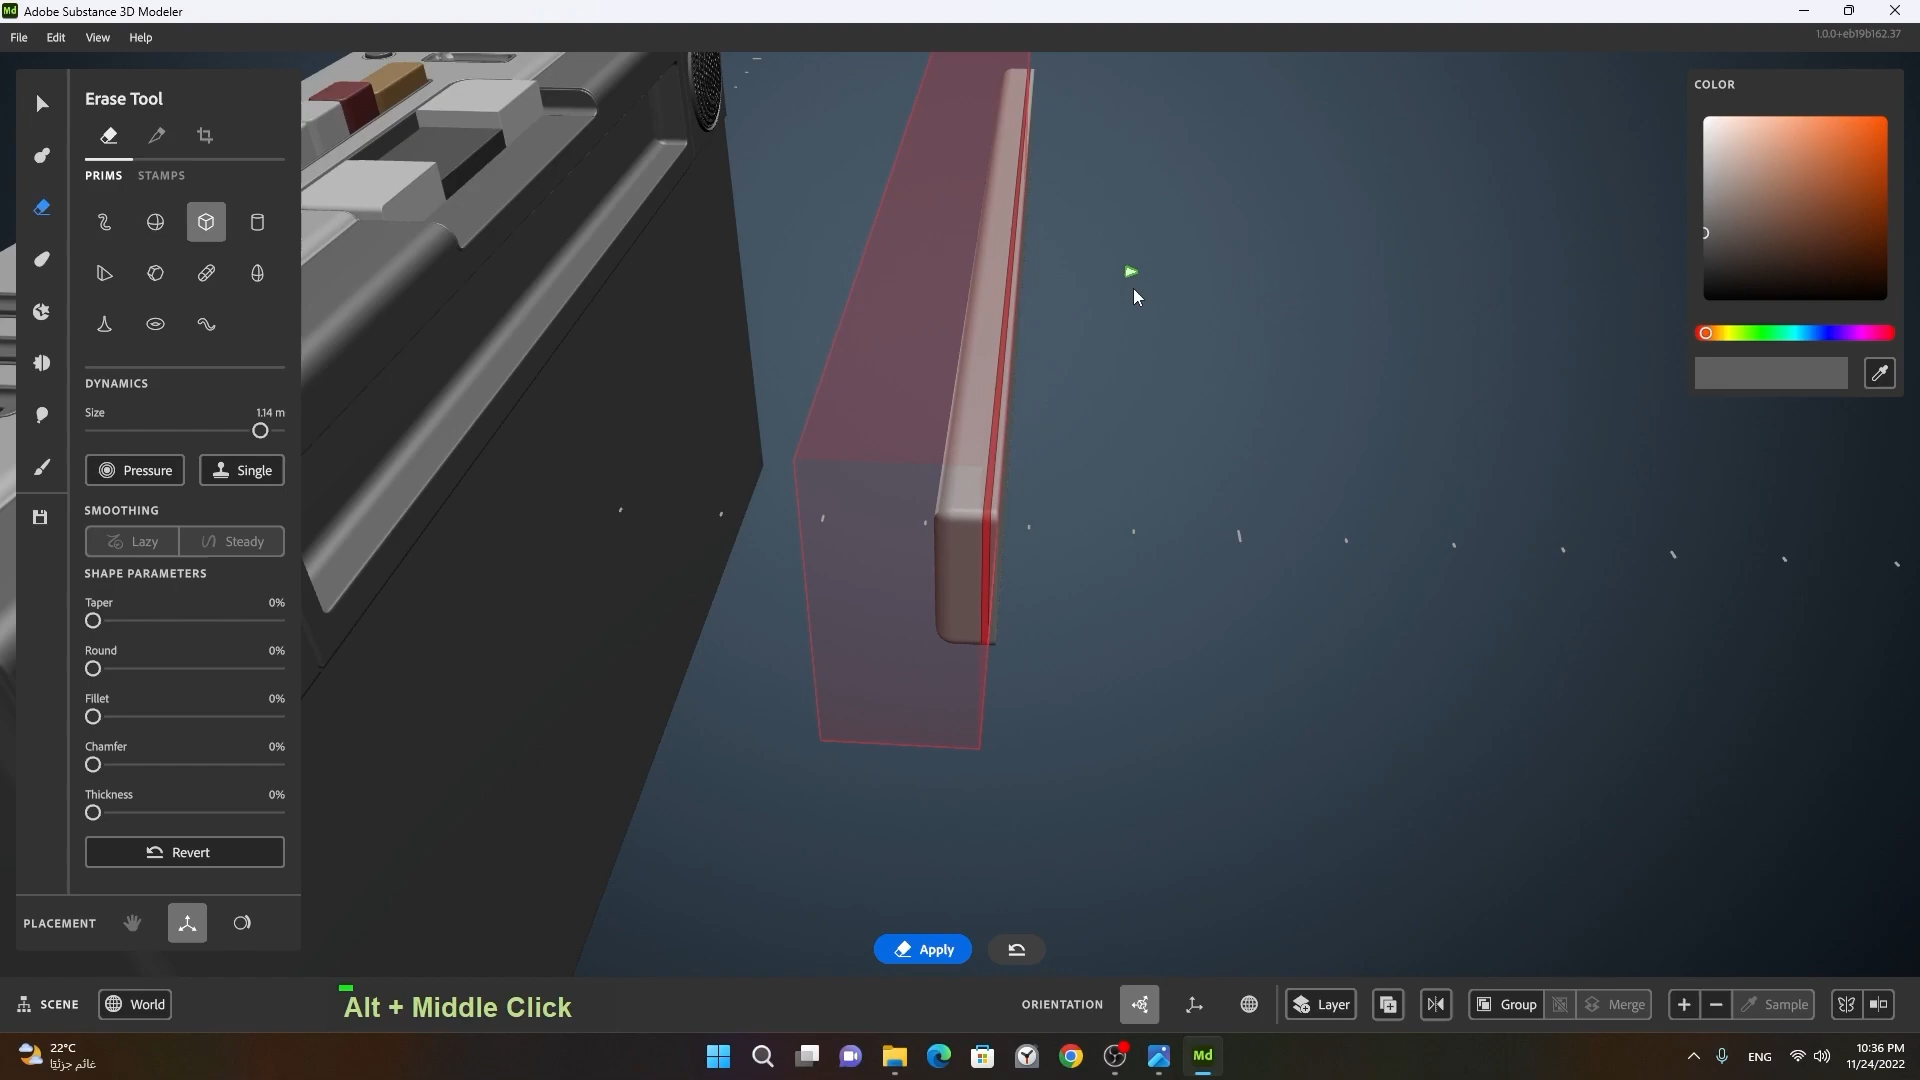 Adobe Substance 3D Modeler
File Edit View Help
1.0.0+eb19b162.37
Erase Tool
PRIMS STAMPS
DYNAMICS
Size 1.14 m
Pressure Single
SMOOTHING
Lazy Steady
SHAPE PARAMETERS
Taper 0%
Round 0%
Fillet 0%
Chamfer 0%
Thickness 0%
Revert
PLACEMENT
COLOR
Apply
SCENE World
Alt + Middle Click
ORIENTATION
Layer
Group
Merge
Sample
22°C
غائم جزئيًا
Md
ENG
10:36 PM
11/24/2022